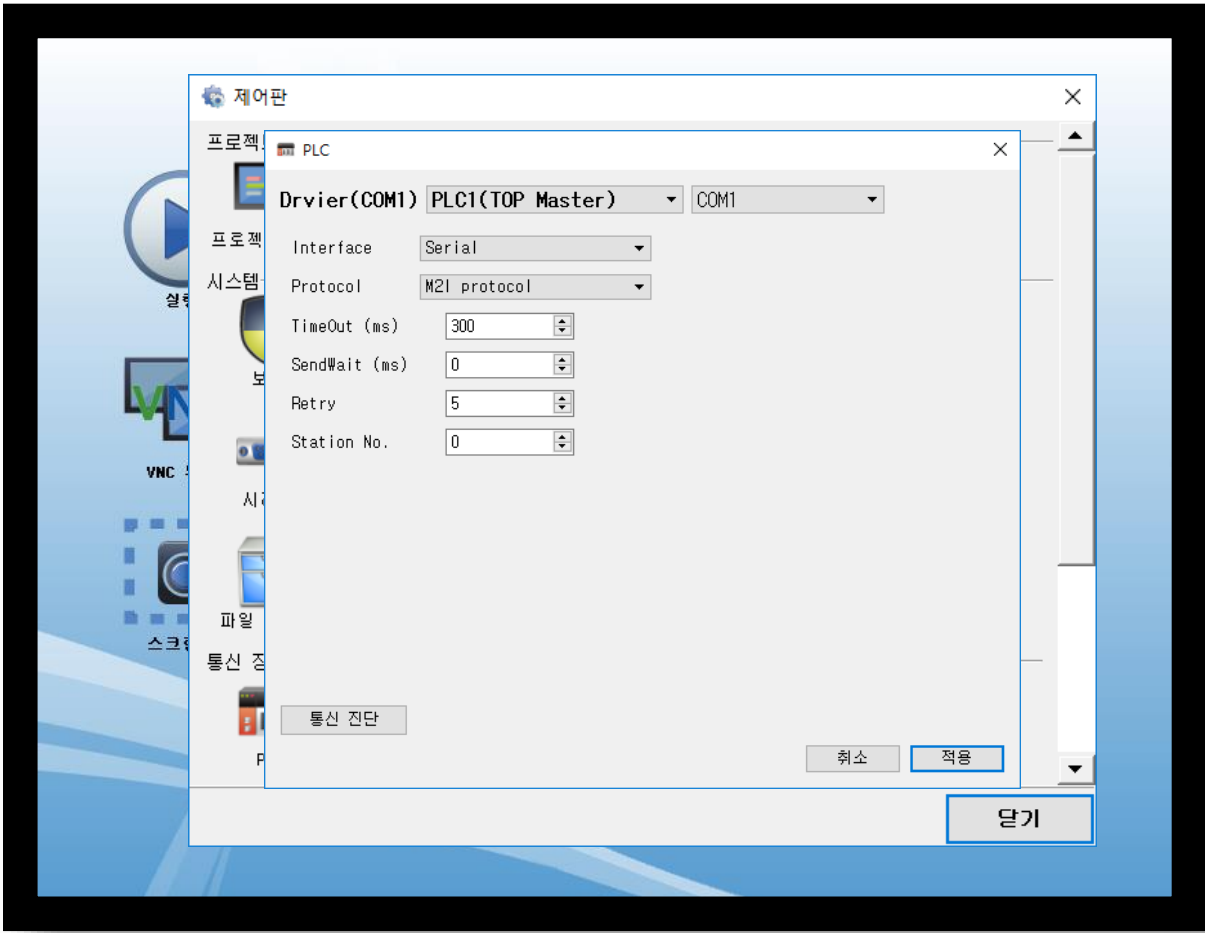 제어판
프로젝
PLC
Drvier(COM1) PLC1(TOP Master) COM1
프로젝
Interface Serial
시스템
Protocol M2I protocol
TimeOut (ms) 300
SendWait (ms) 0
Retry 5
Station No. 0
VNC
파일
통신
통신 진단
취소 적용
닫기